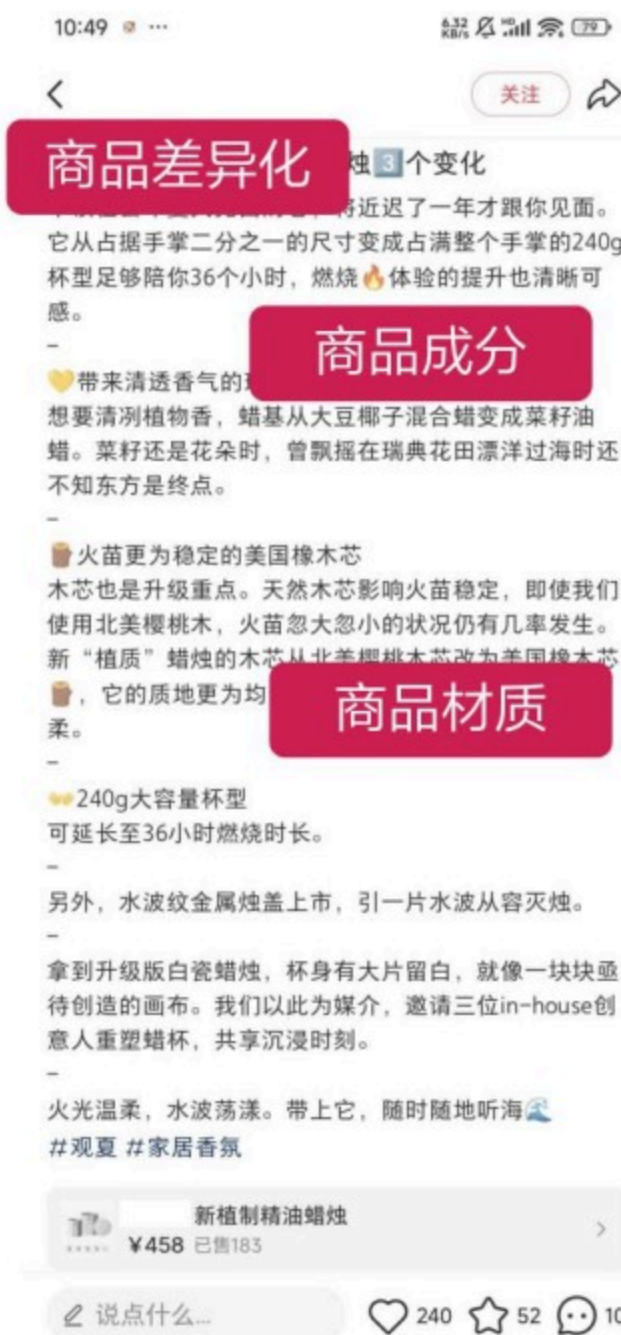 10:49
6.32
KB/s
HD
79
关注
商品差异化
烛3️⃣个变化
将近迟了一年才跟你见面。
它从占据手掌二分之一的尺寸变成占满整个手掌的240g
杯型足够陪你36个小时，燃烧🔥体验的提升也清晰可
感。
–
商品成分
💛带来清透香气的
想要清冽植物香，蜡基从大豆椰子混合蜡变成菜籽油
蜡。菜籽还是花朵时，曾飘摇在瑞典花田漂洋过海时还
不知东方是终点。
–
🪵火苗更为稳定的美国橡木芯
木芯也是升级重点。天然木芯影响火苗稳定，即使我们
使用北美樱桃木，火苗忽大忽小的状况仍有几率发生。
新“植质”蜡烛的木芯从北美樱桃木芯改为美国橡木芯
🪵，它的质地更为均
商品材质
柔。
–
👐240g大容量杯型
可延长至36小时燃烧时长。
–
另外，水波纹金属烛盖上市，引一片水波从容灭烛。
–
拿到升级版白瓷蜡烛，杯身有大片留白，就像一块块亟
待创造的画布。我们以此为媒介，邀请三位in-house创
意人重塑蜡杯，共享沉浸时刻。
–
火光温柔，水波荡漾。带上它，随时随地听海🌊
#观夏 #家居香氛
新植制精油蜡烛
¥458 已售183
说点什么...
240
52
10